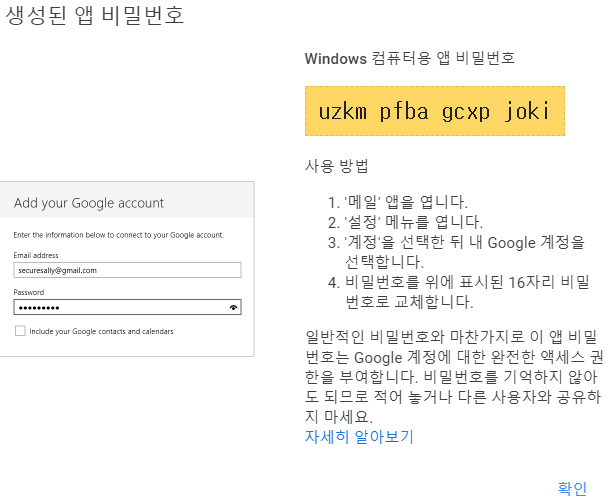 생성된 앱 비밀번호
Windows 컴퓨터용 앱 비밀번호
uzkm pfba gcxp joki
사용 방법
1. '메일' 앱을 엽니다.
2. '설정' 메뉴를 엽니다.
3. '계정'을 선택한 뒤 내 Google 계정을
선택합니다.
4. 비밀번호를 위에 표시된 16자리 비밀
번호로 교체합니다.
일반적인 비밀번호와 마찬가지로 이 앱 비밀
번호는 Google 계정에 대한 완전한 액세스 권
한을 부여합니다. 비밀번호를 기억하지 않아
도 되므로 적어 놓거나 다른 사용자와 공유하
지 마세요.
자세히 알아보기
확인
Add your Google account
Enter the information below to connect to your Google account.
Email address
securesally@gmail.com
Password
•••••••••
Include your Google contacts and calendars